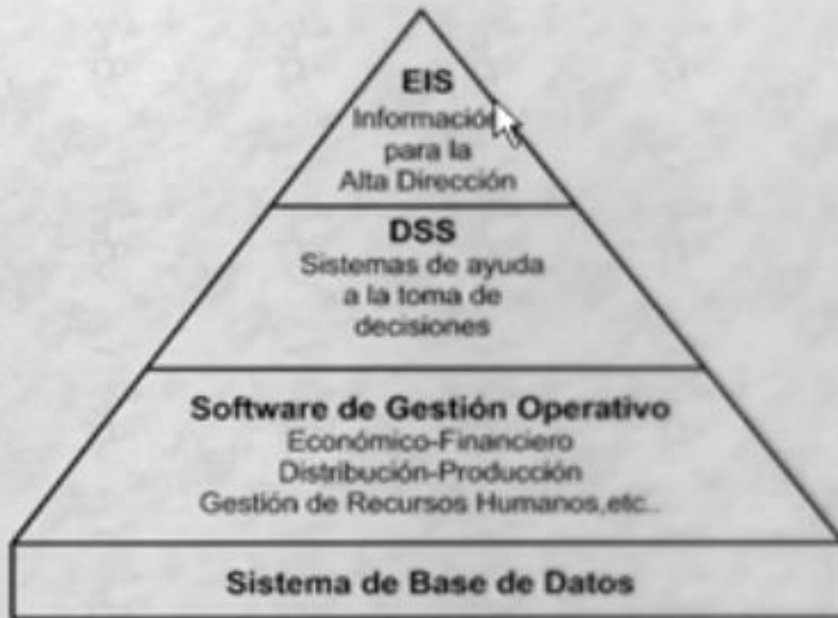 EIS
Información
para la
Alta Dirección
DSS
Sistemas de ayuda
a la toma de
decisiones
Software de Gestión Operativo
Económico-Financiero
Distribución-Producción
Gestión de Recursos Humanos,etc..
Sistema de Base de Datos